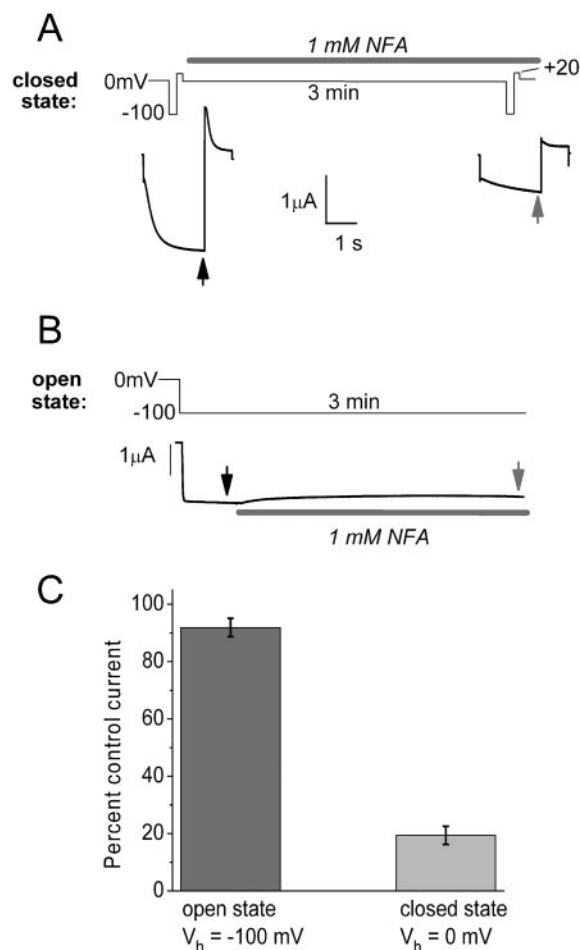 A
1 mM NFA
closed state:
0mV
-100
3 min
+20
1µA
1 s
B
open state:
0mV
-100
3 min
1µA
1 mM NFA
C
Percent control current
100
80
60
40
20
0
open state
V_h = -100 mV
closed state
V_h = 0 mV